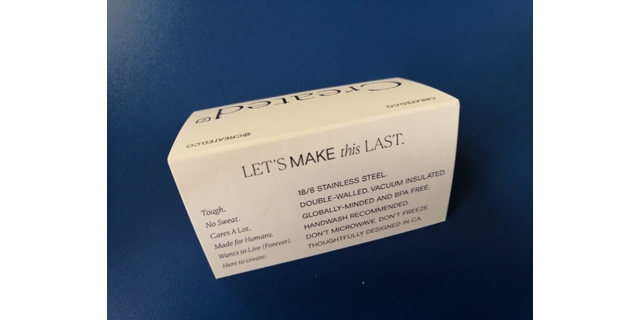 Created
@CREATED.CO
CREATED.CO
LET'S MAKE this LAST.
Tough.
No Sweat.
Cares A Lot.
Made for Humans.
Wants to Live (Forever).
Here to create.
18/8 STAINLESS STEEL.
DOUBLE-WALLED. VACUUM INSULATED.
GLOBALLY-MINDED AND BPA FREE.
HANDWASH RECOMMENDED.
DON'T MICROWAVE. DON'T FREEZE.
THOUGHTFULLY DESIGNED IN CA.